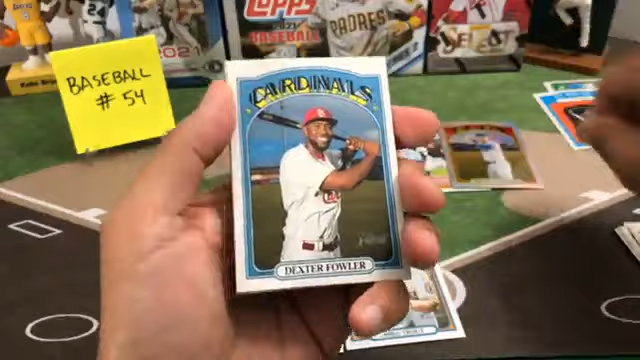 Topps
BASEBALL
PADRES
SELECT
2021
BASEBALL
# 54
CARDINALS
DEXTER FOWLER